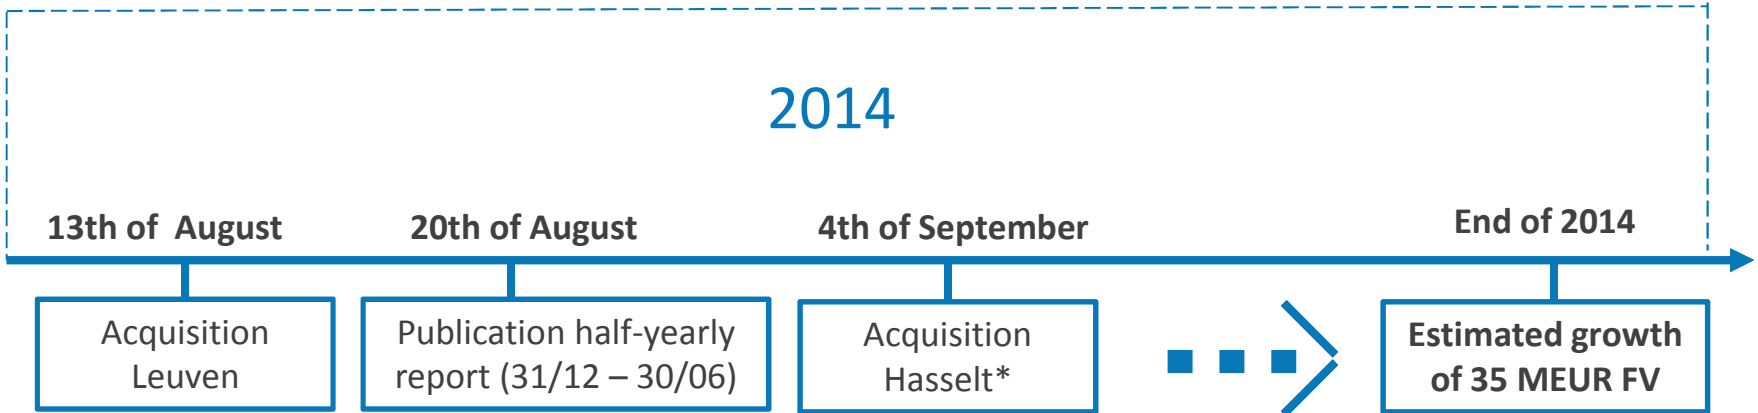 2014
13th of August
20th of August
4th of September
End of 2014
Acquisition
Leuven
Publication half-yearly
report (31/12 – 30/06)
Acquisition
Hasselt*
Estimated growth
of 35 MEUR FV